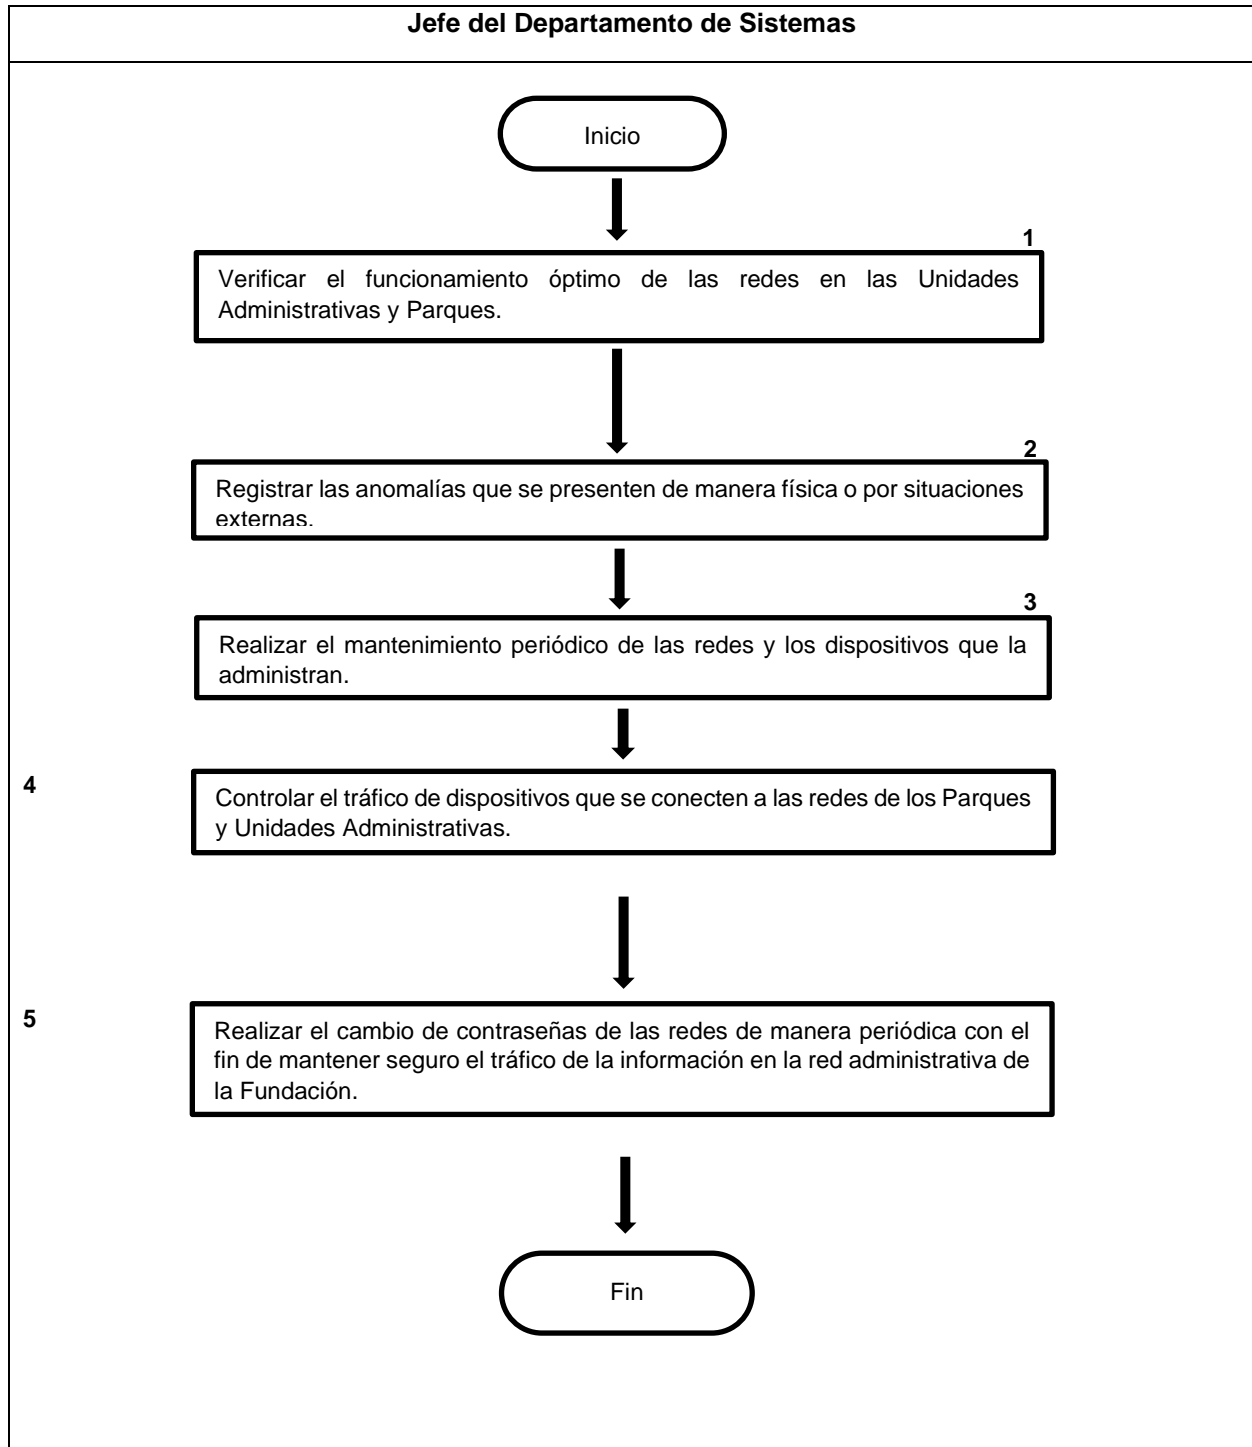 Jefe del Departamento de Sistemas
Inicio
1
Verificar el funcionamiento óptimo de las redes en las Unidades
Administrativas y Parques.
2
Registrar las anomalías que se presenten de manera física o por situaciones
externas.
3
Realizar el mantenimiento periódico de las redes y los dispositivos que la
administran.
4
Controlar el tráfico de dispositivos que se conecten a las redes de los Parques
y Unidades Administrativas.
5
Realizar el cambio de contraseñas de las redes de manera periódica con el
fin de mantener seguro el tráfico de la información en la red administrativa de
la Fundación.
Fin